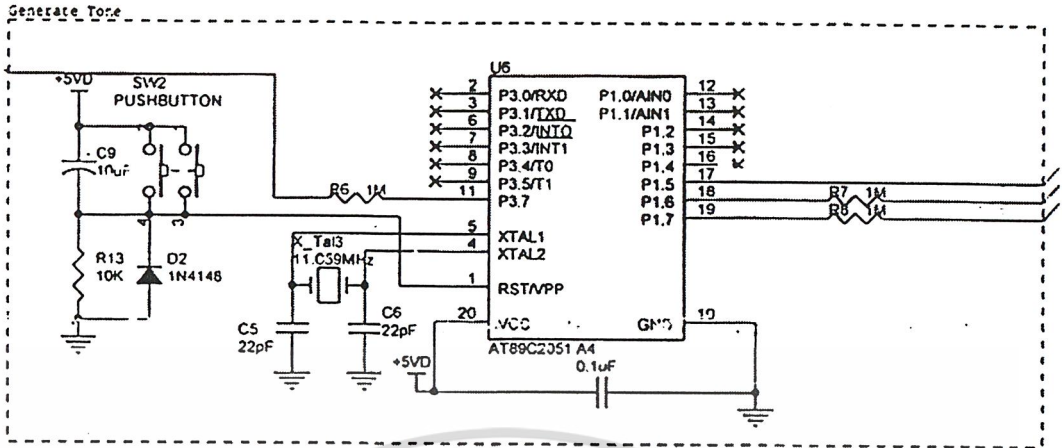 Generate Tone
+5VD
SW2
PUSHBUTTON
C9
10uF
4
3
R13
10K
D2
1N4148
R6 1M
X_Tal3
11.C59MHz
C5
22pF
C6
22pF
+5VD
0.1uF
U6
2 P3.0/RXD
3 P3.1/TXD
6 P3.2/INTO
7 P3.3/INT1
8 P3.4/T0
9 P3.5/T1
11 P3.7
5 XTAL1
4 XTAL2
1 RST/VPP
20 VCC
P1.0/AIN0 12
P1.1/AIN1 13
P1.2 14
P1.3 15
P1.4 16
P1.5 17
P1.6 18
P1.7 19
GND 10
AT89C2051 A4
R7 1M
R8 1M